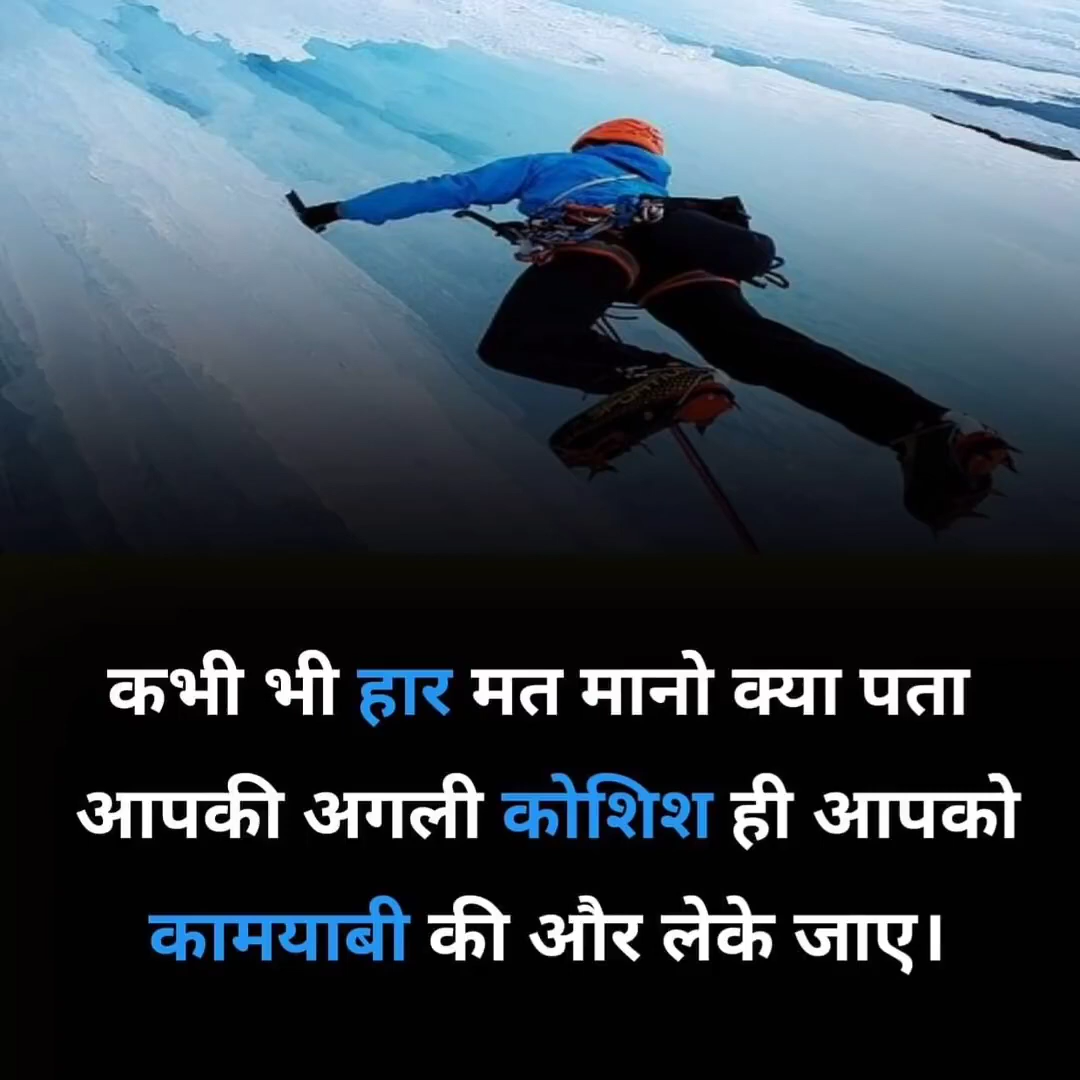 कभी भी हार मत मानो क्या पता
आपकी अगली कोशिश ही आपको
कामयाबी की और लेके जाए।